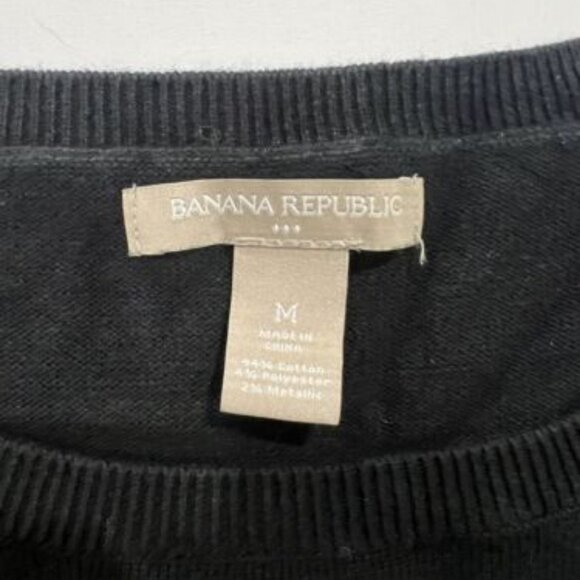 BANANA REPUBLIC
M
MADE IN
CHINA
94% Cotton
4% Polyester
2% Metallic